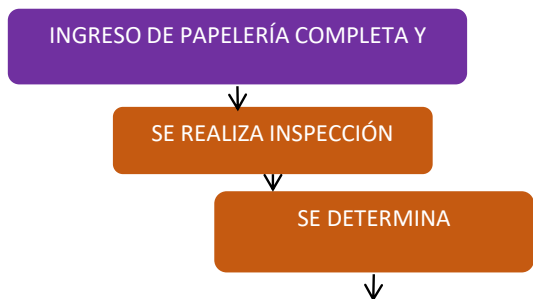 INGRESO DE PAPELERÍA COMPLETA Y
SE REALIZA INSPECCIÓN
SE DETERMINA